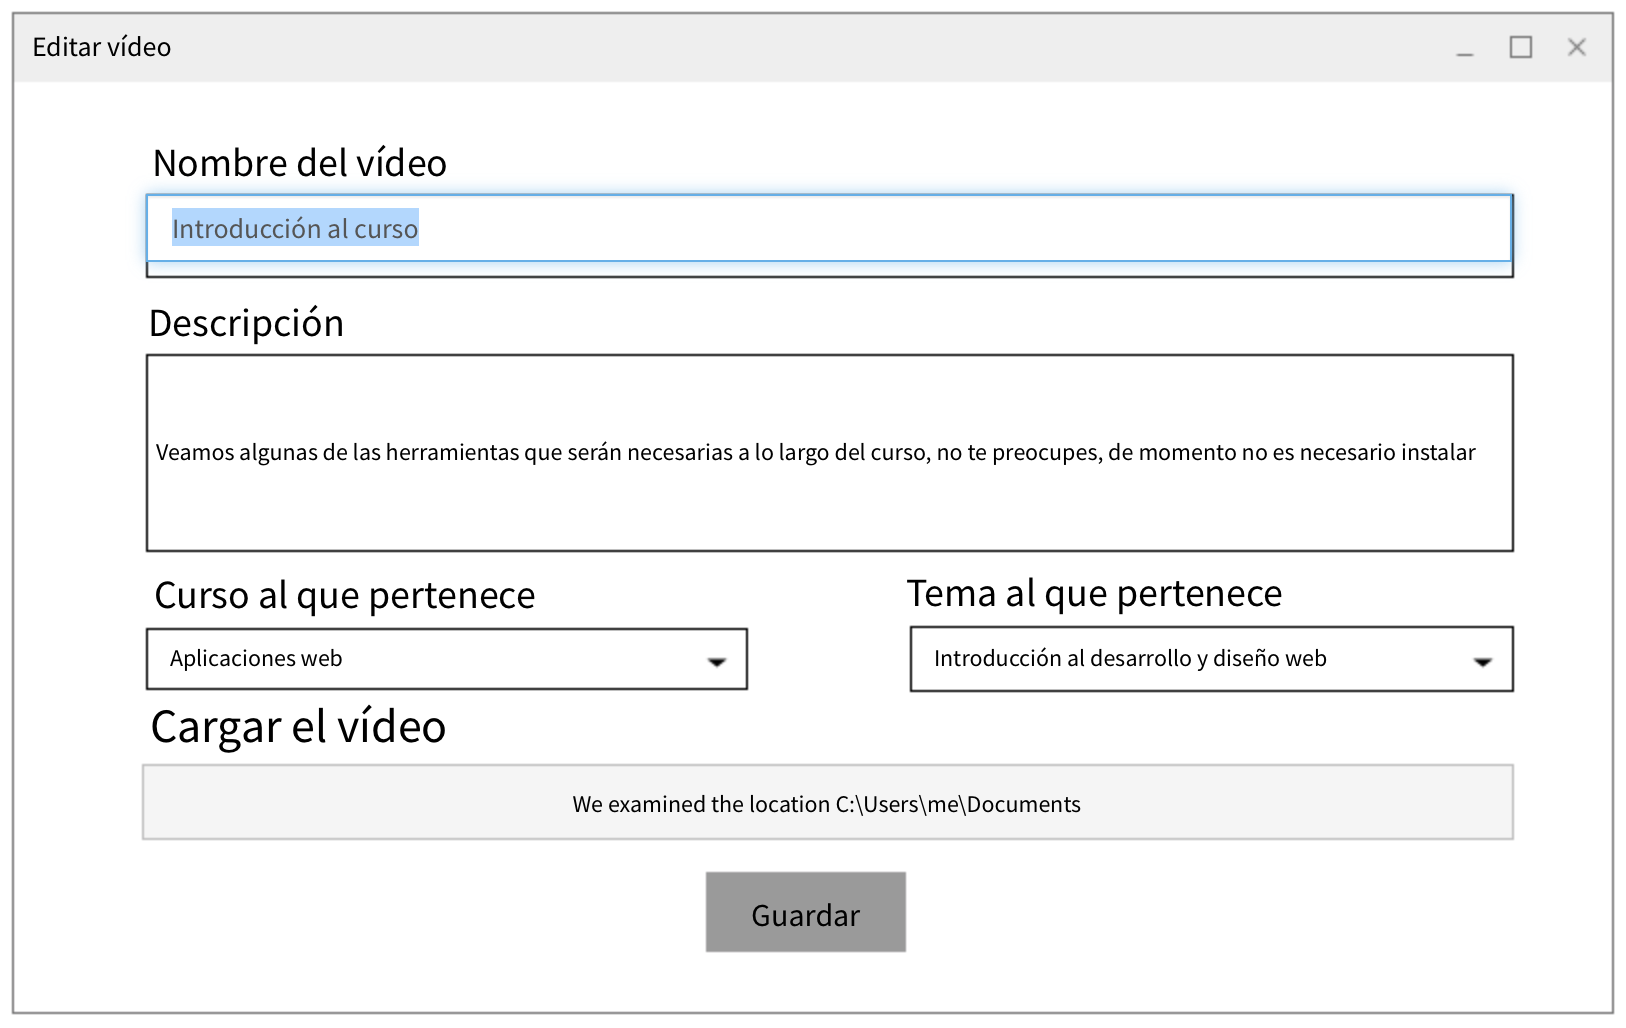 Editar vídeo
Nombre del vídeo
Introducción al curso
Descripción
Veamos algunas de las herramientas que serán necesarias a lo largo del curso, no te preocupes, de momento no es necesario instalar
Curso al que pertenece
Tema al que pertenece
Aplicaciones web
Introducción al desarrollo y diseño web
Cargar el vídeo
We examined the location C:\Users\me\Documents
Guardar